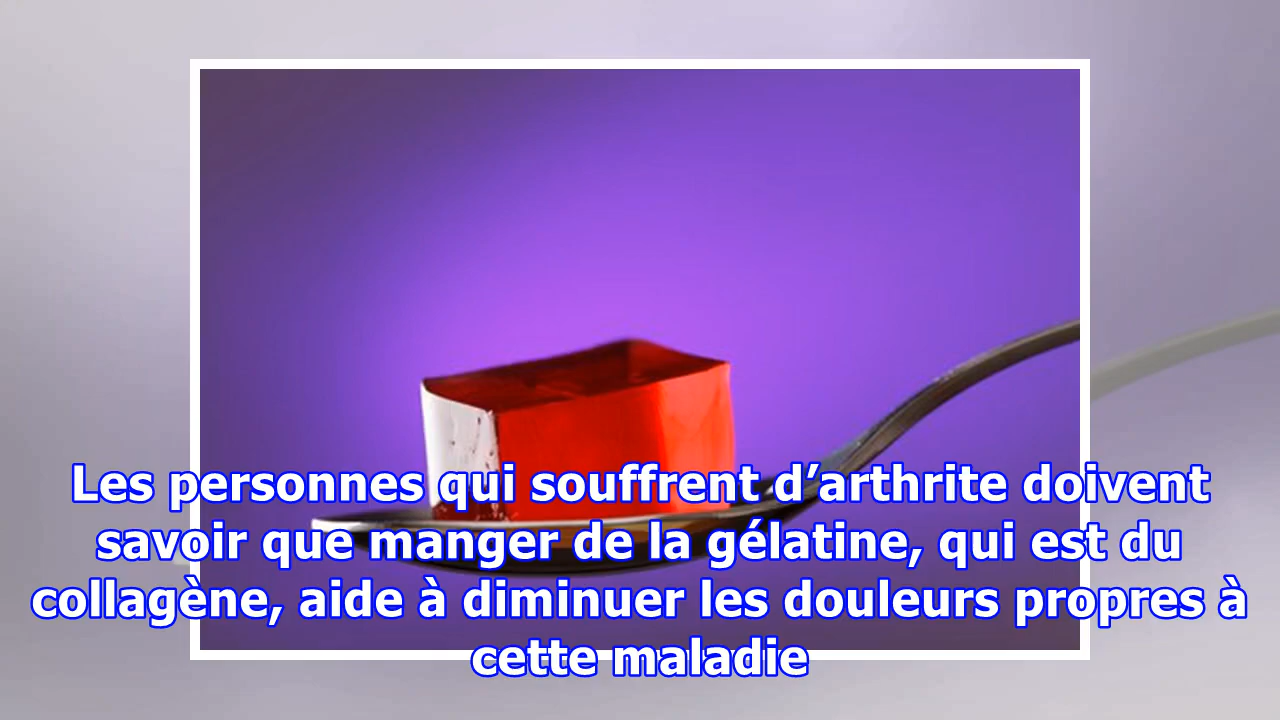 Les personnes qui souffrent d’arthrite doivent
savoir que manger de la gélatine, qui est du
collagène, aide à diminuer les douleurs propres à
cette maladie